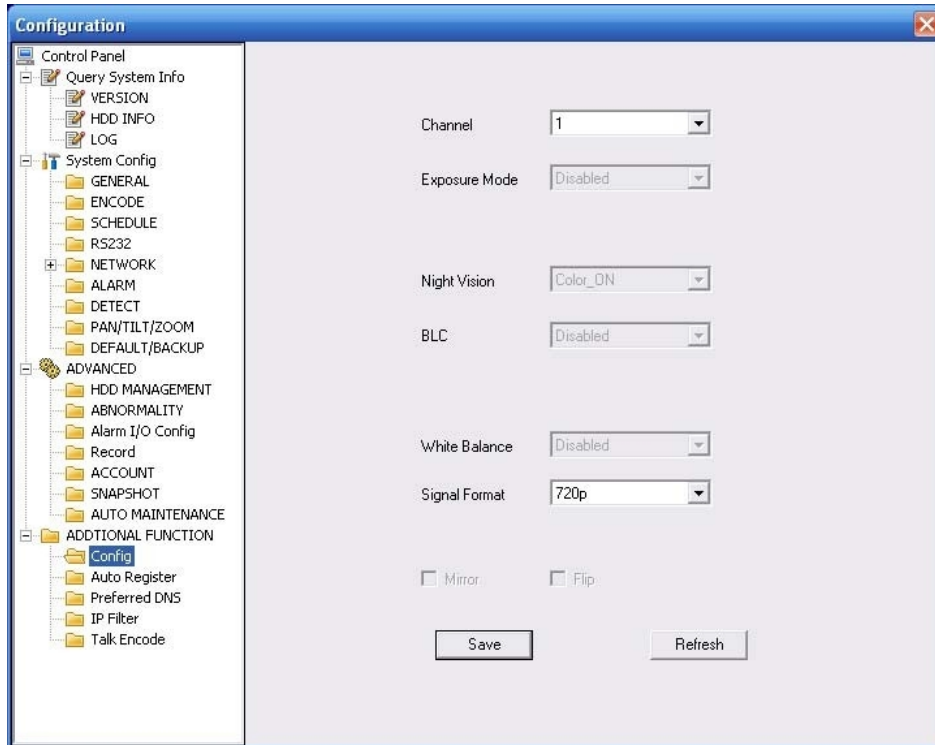 Configuration
Control Panel
Query System Info
VERSION
HDD INFO
LOG
System Config
GENERAL
ENCODE
SCHEDULE
RS232
NETWORK
ALARM
DETECT
PAN/TILT/ZOOM
DEFAULT/BACKUP
ADVANCED
HDD MANAGEMENT
ABNORMALITY
Alarm I/O Config
Record
ACCOUNT
SNAPSHOT
AUTO MAINTENANCE
ADDTIONAL FUNCTION
Config
Auto Register
Preferred DNS
IP Filter
Talk Encode
Channel 1
Exposure Mode Disabled
Night Vision Color_ON
BLC Disabled
White Balance Disabled
Signal Format 720p
Mirror Flip
Save Refresh